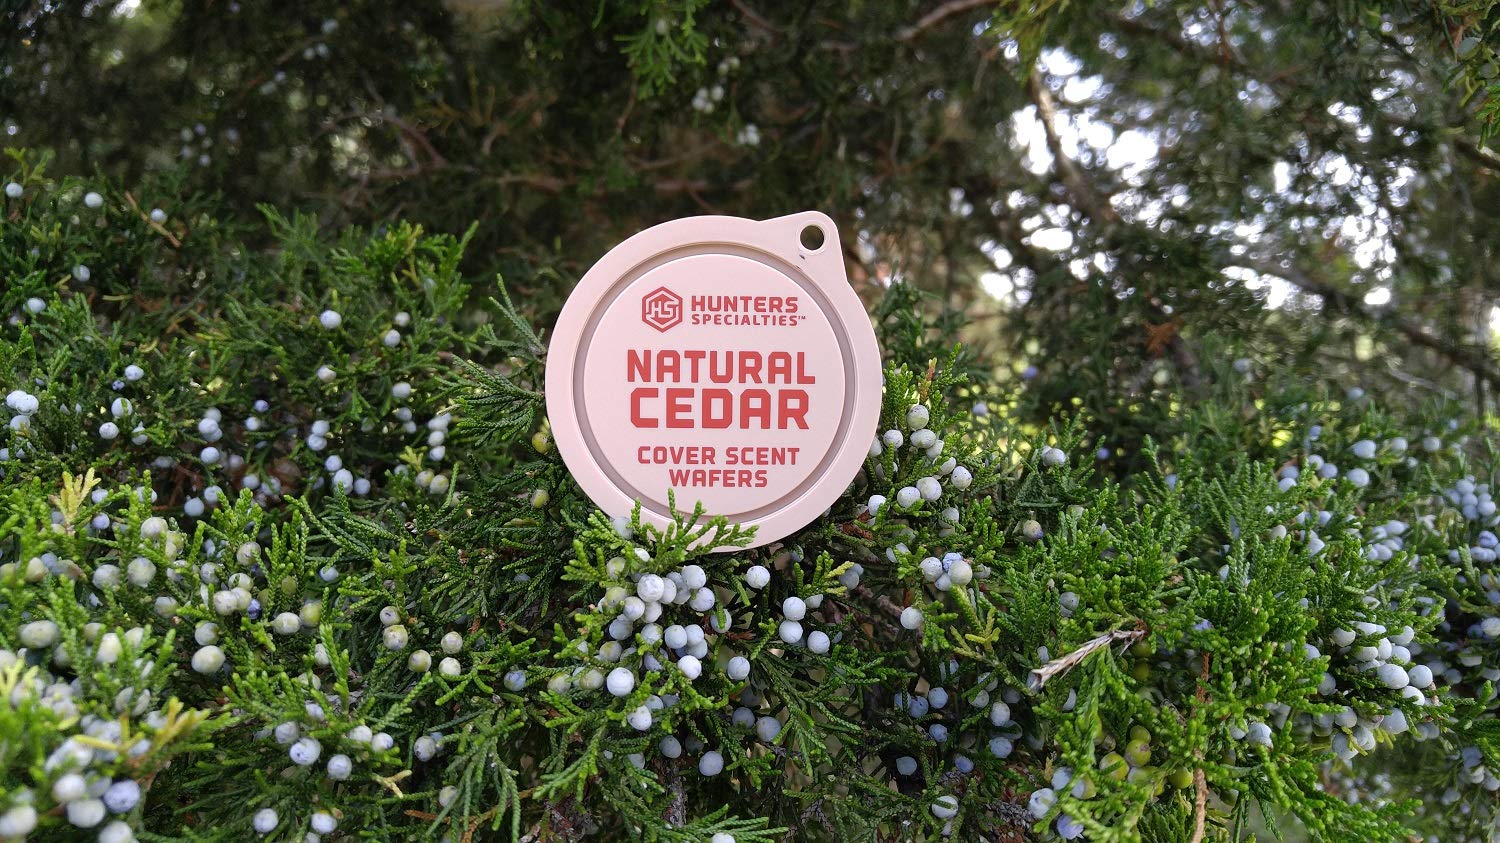 HS HUNTERS
SPECIALTIES™
NATURAL
CEDAR
COVER SCENT
WAFERS